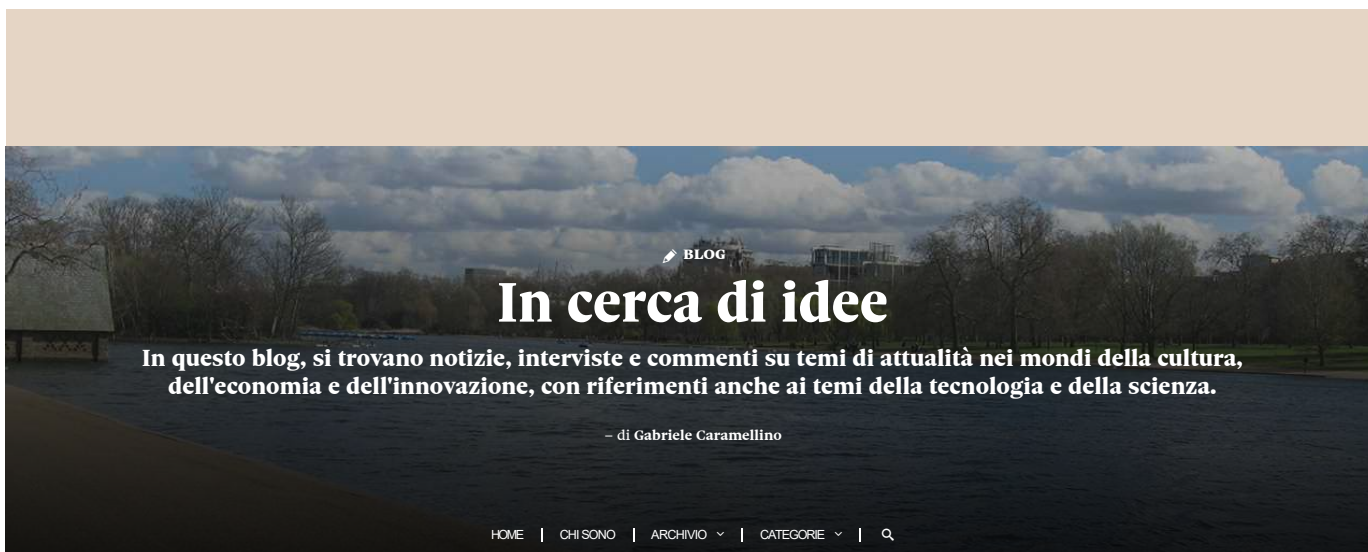 BLOG
In cerca di idee
In questo blog, si trovano notizie, interviste e commenti su temi di attualità nei mondi della cultura,
dell'economia e dell'innovazione, con riferimenti anche ai temi della tecnologia e della scienza.
– di Gabriele Caramellino
HOME | CHI SONO | ARCHIVIO | CATEGORIE |